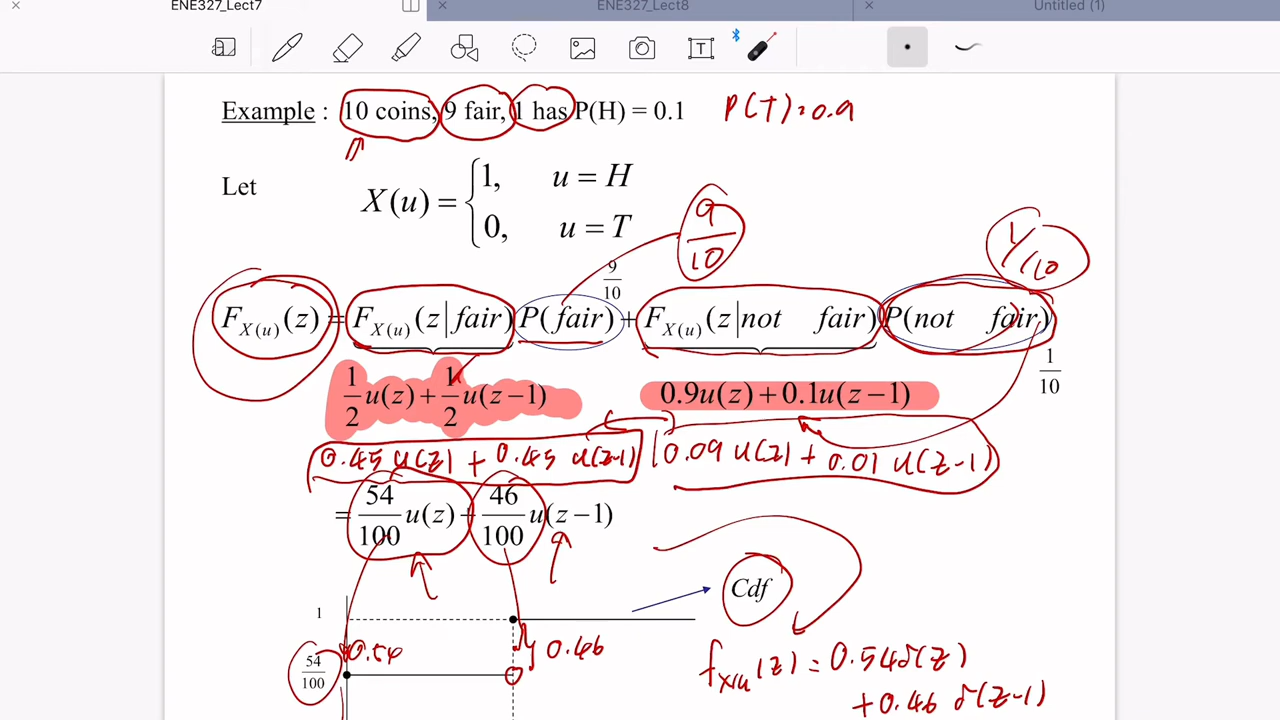 ENE327_Lect7 ENE327_Lect8 Untitled (1)
Example : 10 coins, 9 fair, 1 has P(H) = 0.1 P(T)=0.9
Let X(u) = { 1, u = H
0, u = T
9/10 1/10
9/10
F_X(u)(z) = F_X(u)(z|fair) P(fair) + F_X(u)(z|not fair) P(not fair)
1/10
1/2 u(z) + 1/2 u(z−1) 0.9u(z) + 0.1u(z−1)
0.45 u(z) + 0.45 u(z-1) 0.09 u(z) + 0.01 u(z-1)
= 54/100 u(z) + 46/100 u(z−1)
Cdf
1
0.54 0.46
54/100
f_X(u)(z) = 0.54δ(z)
+0.46 δ(z-1)